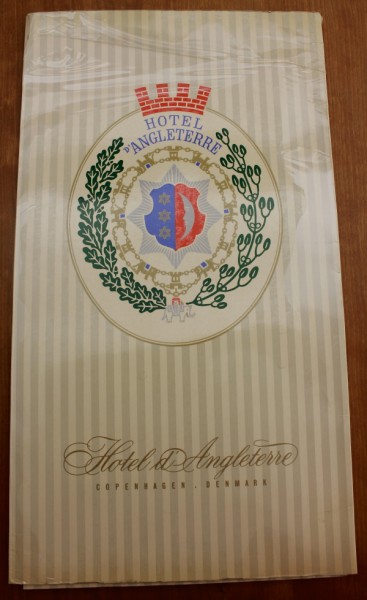 HOTEL
D'ANGLETERRE
Hotel d'Angleterre
COPENHAGEN . DENMARK